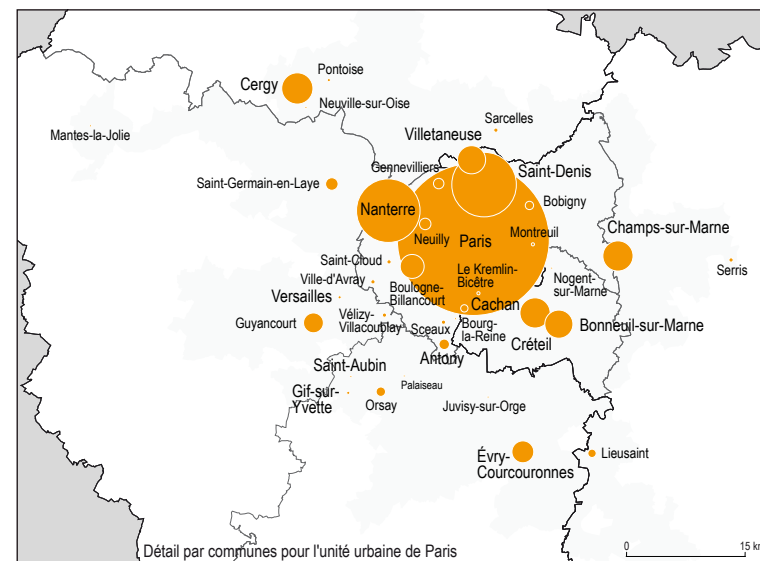 Pontoise
Cergy
Neuville-sur-Oise
Mantes-la-Jolie
Sarcelles
Villetaneuse
Gennevilliers
Saint-Denis
Saint-Germain-en-Laye
Bobigny
Nanterre
Champs-sur-Marne
Neuilly
Paris
Montreuil
Saint-Cloud
Serris
Le Kremlin-
Bicêtre
Ville-d'Avray
Nogent-
sur-Marne
Boulogne-
Billancourt
Versailles
Cachan
Vélizy-
Villacoublay
Guyancourt
Sceaux
Bourg-
la-Reine
Bonneuil-sur-Marne
Créteil
Antony
Saint-Aubin
Palaiseau
Gif-sur-
Yvette
Orsay
Juvisy-sur-Orge
Évry-
Courcouronnes
Lieusaint
Détail par communes pour l'unité urbaine de Paris
0 15 km